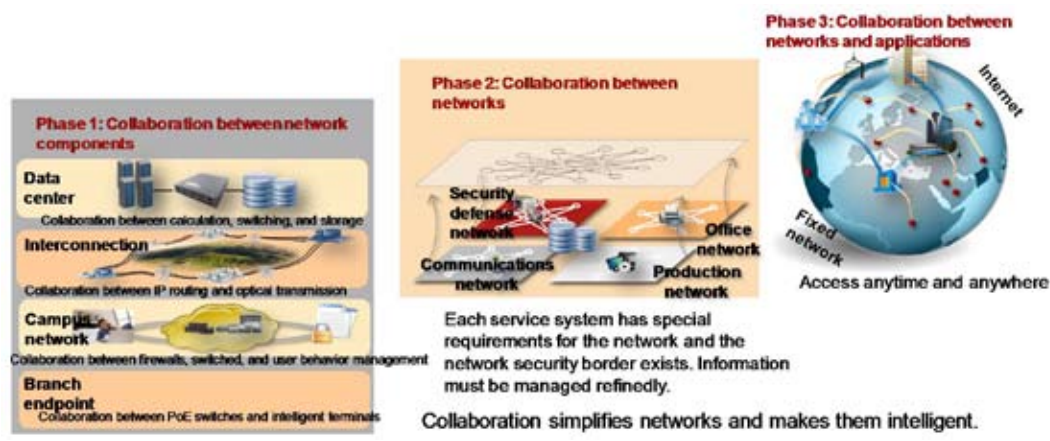 Phase 1: Collaboration between network
components
Data
center
Collaboration between calculation, switching, and storage
Interconnection
Collaboration between IP routing and optical transmission
Campus
network
Collaboration between firewalls, switched, and user behavior management
Branch
endpoint
Collaboration between PoE switches and intelligent terminals
Phase 2: Collaboration between
networks
Security
defense
network
Office
network
Communications
network
Production
network
Each service system has special
requirements for the network and the
network security border exists. Information
must be managed refinedly.
Phase 3: Collaboration between
networks and applications
Internet
Fixed
network
Access anytime and anywhere
Collaboration simplifies networks and makes them intelligent.